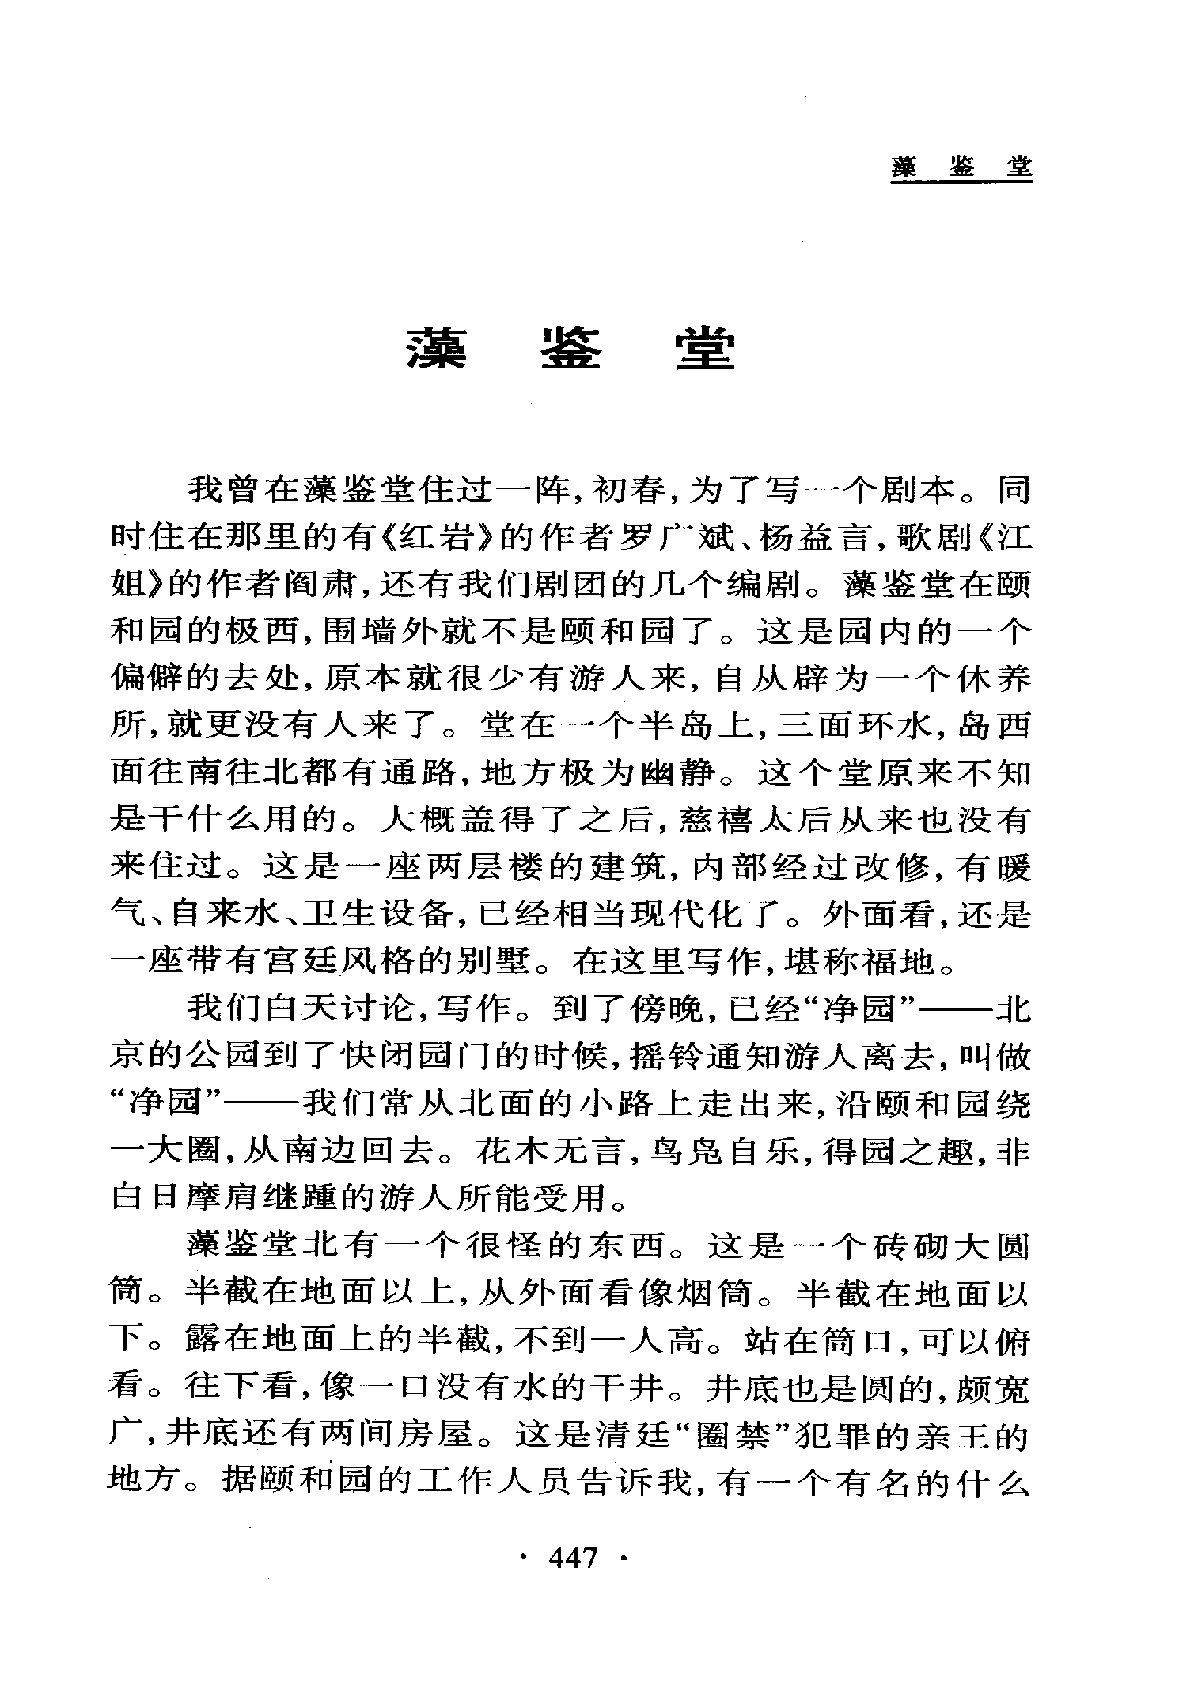 藻鉴堂
藻鉴堂
我曾在藻鉴堂住过一阵,初春,为了写一个剧本。同
时住在那里的有《红岩》的作者罗广斌、杨益言,歌剧《江
姐》的作者阎肃,还有我们剧团的几个编剧。藻鉴堂在颐
和园的极西,围墙外就不是颐和园了。这是园内的一个
偏僻的去处,原本就很少有游人来,自从辟为一个休养
所,就更没有人来了。堂在一个半岛上,三面环水,岛西
面往南往北都有通路,地方极为幽静。这个堂原来不知
是干什么用的。大概盖得了之后,慈禧太后从来也没有
来住过。这是一座两层楼的建筑,内部经过改修,有暖
气、自来水、卫生设备,已经相当现代化了。外面看,还是
一座带有宫廷风格的别墅。在这里写作,堪称福地。
我们白天讨论,写作。到了傍晚,已经“净园”——北
京的公园到了快闭园门的时候,摇铃通知游人离去,叫做
“净园”——我们常从北面的小路上走出来,沿颐和园绕
一大圈,从南边回去。花木无言,鸟凫自乐,得园之趣,非
白日摩肩继踵的游人所能受用。
藻鉴堂北有一个很怪的东西。这是一个砖砌大圆
筒。半截在地面以上,从外面看像烟筒。半截在地面以
下。露在地面上的半截,不到一人高。站在筒口,可以俯
看。往下看,像一口没有水的干井。井底也是圆的,颇宽
广,井底还有两间房屋。这是清廷“圈禁”犯罪的亲王的
地方。据颐和园的工作人员告诉我,有一个有名的什么
· 447 ·